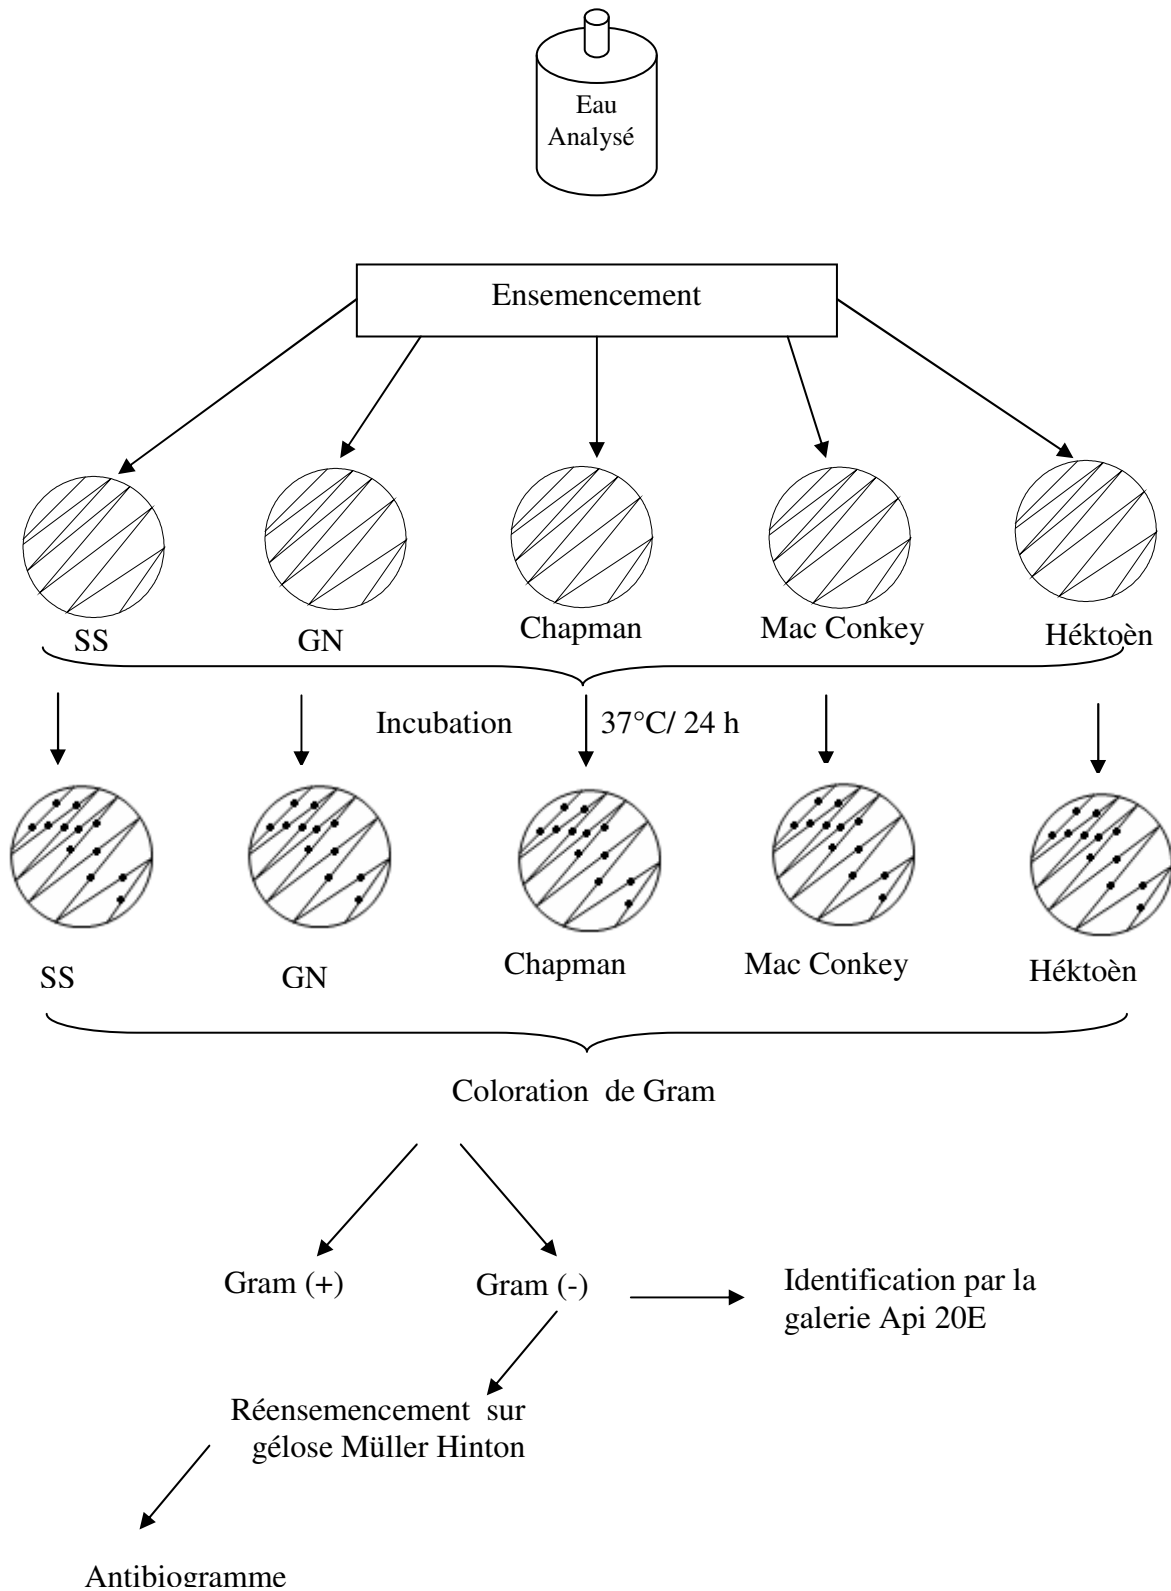 Eau
Analysé
Ensemencement
SS
GN
Chapman
Mac Conkey
Héktoèn
Incubation
37°C/ 24 h
SS
GN
Chapman
Mac Conkey
Héktoèn
Coloration de Gram
Gram (+)
Gram (-)
Identification par la
galerie Api 20E
Réensemencement sur
gélose Müller Hinton
Antibiogramme